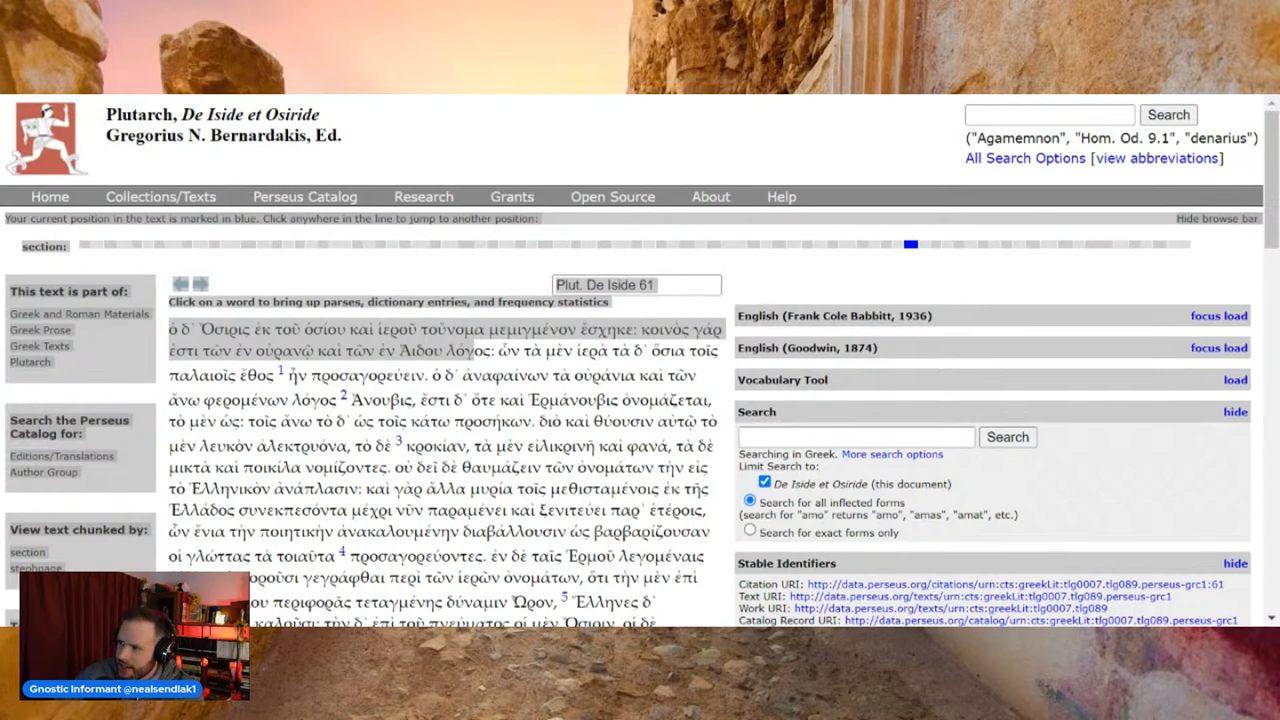 Plutarch, De Iside et Osiride
Gregorius N. Bernardakis, Ed.
Search
("Agamemnon", "Hom. Od. 9.1", "denarius")
All Search Options [view abbreviations]
Home Collections/Texts Perseus Catalog Research Grants Open Source About Help
Your current position in the text is marked in blue. Click anywhere in the line to jump to another position:
Hide browse bar
section:
This text is part of:
Greek and Roman Materials
Greek Prose
Greek Texts
Plutarch
Search the Perseus
Catalog for:
Editions/Translations
Author Group
View text chunked by:
section
stephpage
Plut. De Iside 61
Click on a word to bring up parses, dictionary entries, and frequency statistics
ὁ δ᾽ Ὄσιρις ἐκ τοῦ ὁσίου καὶ ἱεροῦ τοὔνομα μεμιγμένον ἔσχηκε: κοινὸς γάρ
ἐστι τῶν ἐν οὐρανῷ καὶ τῶν ἐν Ἅιδου λόγος: ὧν τὰ μὲν ἱερὰ τὰ δ᾽ ὅσια τοῖς
παλαιοῖς ἔθος 1 ἦν προσαγορεύειν. ὁ δ᾽ ἀναφαίνων τὰ οὐράνια καὶ τῶν
ἄνω φερομένων λόγος 2 Ἄνουβις, ἔστι δ᾽ ὅτε καὶ Ἑρμάνουβις ὀνομάζεται,
τὸ μὲν ὡς: τοῖς ἄνω τὸ δ᾽ ὡς τοῖς κάτω προσήκων. διὸ καὶ θύουσιν αὐτῷ τὸ
μὲν λευκὸν ἀλεκτρυόνα, τὸ δὲ 3 κροκίαν, τὰ μὲν εἰλικρινῆ καὶ φανά, τὰ δὲ
μικτὰ καὶ ποικίλα νομίζοντες. οὐ δεῖ δὲ θαυμάζειν τῶν ὀνομάτων τὴν εἰς
τὸ Ἑλληνικὸν ἀνάπλασιν: καὶ γὰρ ἄλλα μυρία τοῖς μεθισταμένοις ἐκ τῆς
Ἑλλάδος συνεκπεσόντα μέχρι νῦν παραμένει καὶ ξενιτεύει παρ᾽ ἑτέροις,
ὧν ἔνια τὴν ποιητικὴν ἀνακαλουμένην διαβάλλουσιν ὡς βαρβαρίζουσαν
οἱ γλώττας τὰ τοιαῦτα 4 προσαγορεύοντες. ἐν δὲ ταῖς Ἑρμοῦ λεγομέναις
οροῦσι γεγράφθαι περὶ τῶν ἱερῶν ὀνομάτων, ὅτι τὴν μὲν ἐπὶ
ου περιφορᾶς τεταγμένης δύναμιν Ὧρον, 5 Ἕλληνες δ᾽
καλοῦσι: τὴν δ᾽ ἐπὶ τοῦ πνεύματος οἱ μὲν Ὄσιριν, οἱ δὲ
English (Frank Cole Babbitt, 1936) focus load
English (Goodwin, 1874) focus load
Vocabulary Tool load
Search hide
Search
Searching in Greek. More search options
Limit Search to:
De Iside et Osiride (this document)
Search for all inflected forms
(search for "amo" returns "amo", "amas", "amat", etc.)
Search for exact forms only
Stable Identifiers hide
Citation URI: http://data.perseus.org/citations/urn:cts:greekLit:tlg0007.tlg089.perseus-grc1:61
Text URI: http://data.perseus.org/texts/urn:cts:greekLit:tlg0007.tlg089.perseus-grc1
Work URI: http://data.perseus.org/texts/urn:cts:greekLit:tlg0007.tlg089
Catalog Record URI: http://data.perseus.org/catalog/urn:cts:greekLit:tlg0007.tlg089.perseus-grc1
Gnostic Informant @nealsendlak1